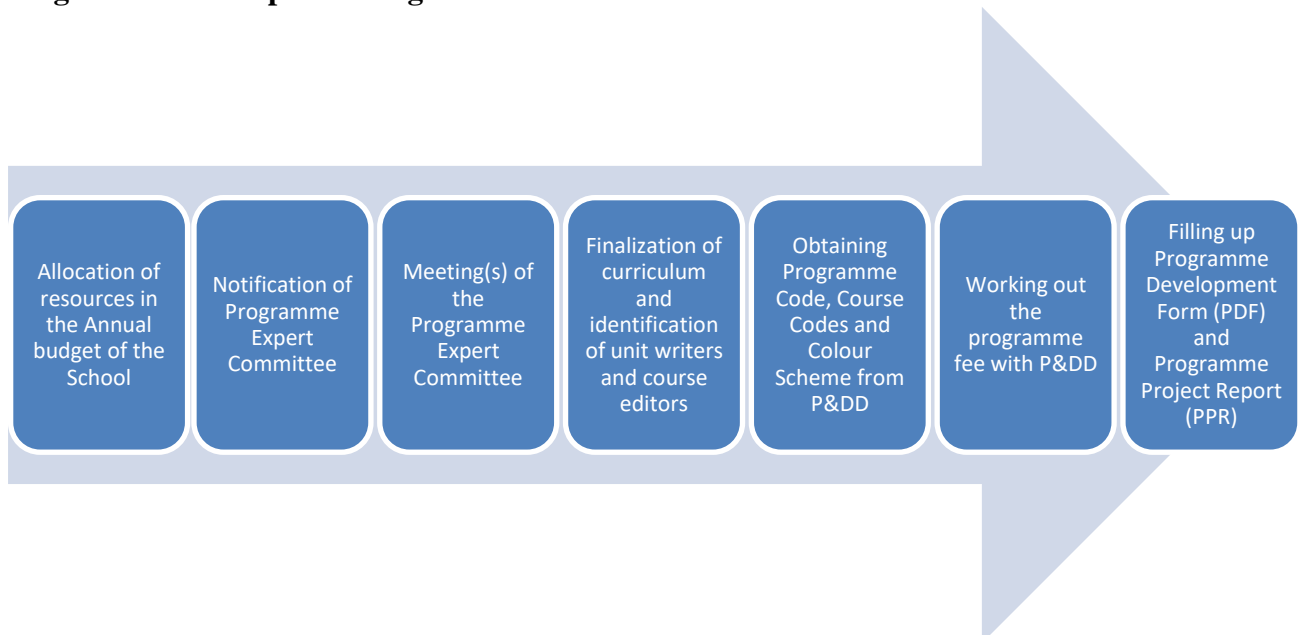 Allocation of
resources in
the Annual
budget of the
School
Notification of
Programme
Expert
Committee
Meeting(s) of
the
Programme
Expert
Committee
Finalization of
curriculum
and
identification
of unit writers
and course
editors
Obtaining
Programme
Code, Course
Codes and
Colour
Scheme from
P&DD
Working out
the
programme
fee with P&DD
Filling up
Programme
Development
Form (PDF)
and
Programme
Project Report
(PPR)